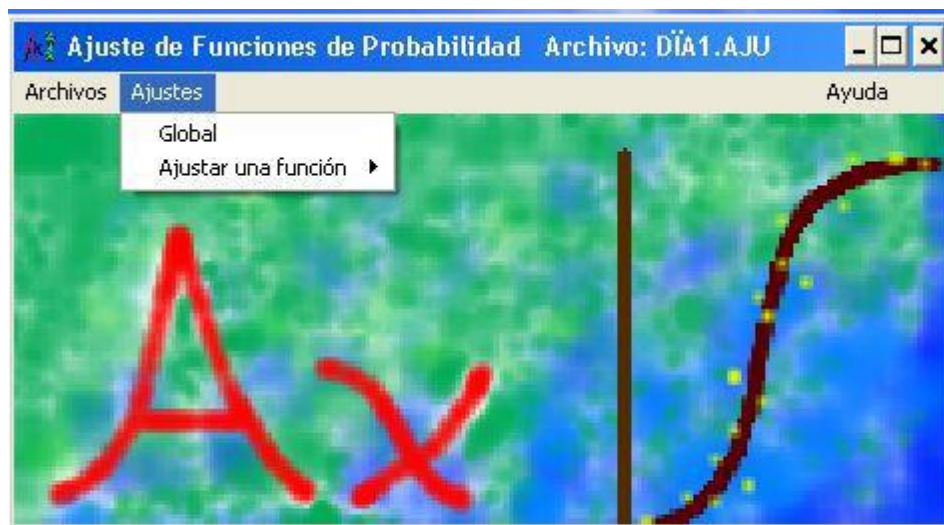 Ajuste de Funciones de Probabilidad Archivo: DÏA1.AJU
Archivos Ajustes Ayuda
Global
Ajustar una función
Ax